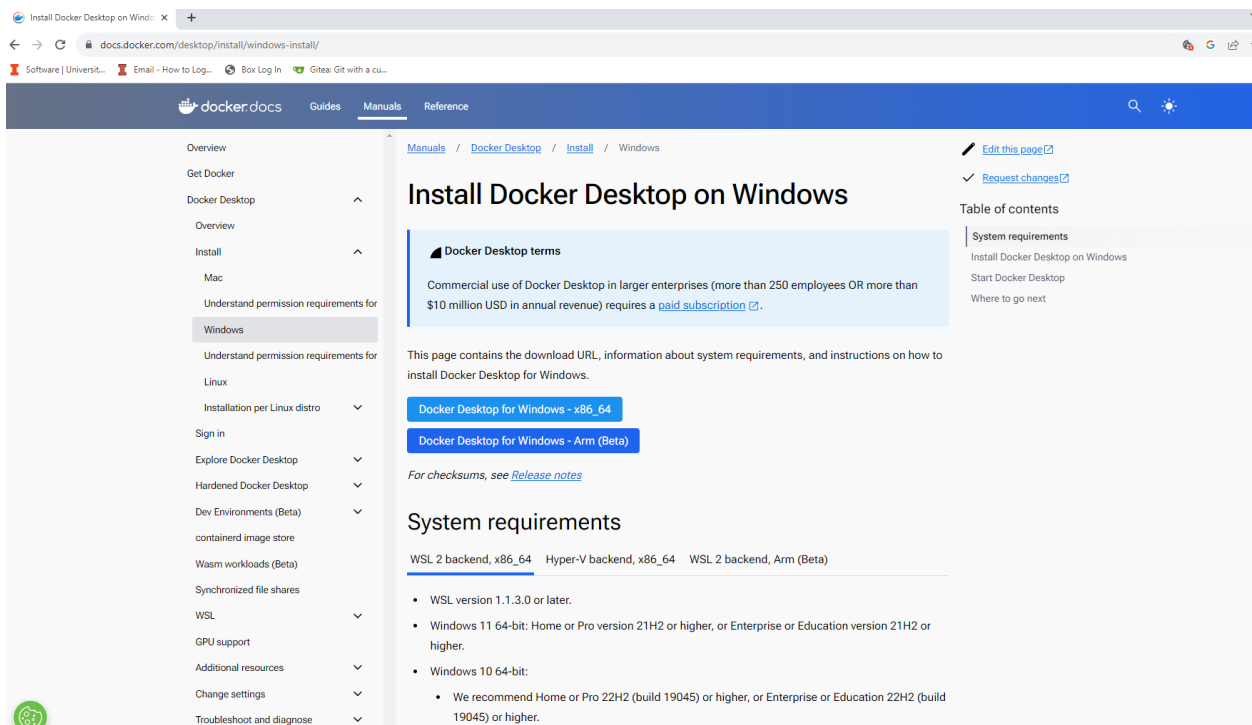 Install Docker Desktop on Windo
docs.docker.com/desktop/install/windows-install/
Software | Universit...
Email - How to Log...
Box Log In
Gitea: Git with a cu...
docker.docs
Guides
Manuals
Reference
Overview
Get Docker
Docker Desktop
Overview
Install
Mac
Understand permission requirements for
Windows
Understand permission requirements for
Linux
Installation per Linux distro
Sign in
Explore Docker Desktop
Hardened Docker Desktop
Dev Environments (Beta)
containerd image store
Wasm workloads (Beta)
Synchronized file shares
WSL
GPU support
Additional resources
Change settings
Troubleshoot and diagnose
Manuals / Docker Desktop / Install / Windows
Install Docker Desktop on Windows
Docker Desktop terms
Commercial use of Docker Desktop in larger enterprises (more than 250 employees OR more than
$10 million USD in annual revenue) requires a paid subscription.
This page contains the download URL, information about system requirements, and instructions on how to
install Docker Desktop for Windows.
Docker Desktop for Windows - x86_64
Docker Desktop for Windows - Arm (Beta)
For checksums, see Release notes
System requirements
WSL 2 backend, x86_64
Hyper-V backend, x86_64
WSL 2 backend, Arm (Beta)
• WSL version 1.1.3.0 or later.
• Windows 11 64-bit: Home or Pro version 21H2 or higher, or Enterprise or Education version 21H2 or
higher.
• Windows 10 64-bit:
• We recommend Home or Pro 22H2 (build 19045) or higher, or Enterprise or Education 22H2 (build
19045) or higher.
Edit this page
Request changes
Table of contents
System requirements
Install Docker Desktop on Windows
Start Docker Desktop
Where to go next